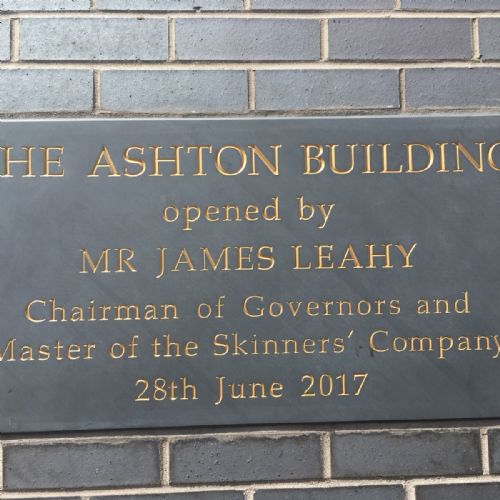 THE ASHTON BUILDING
opened by
MR JAMES LEAHY
Chairman of Governors and
Master of the Skinners' Company
28th June 2017